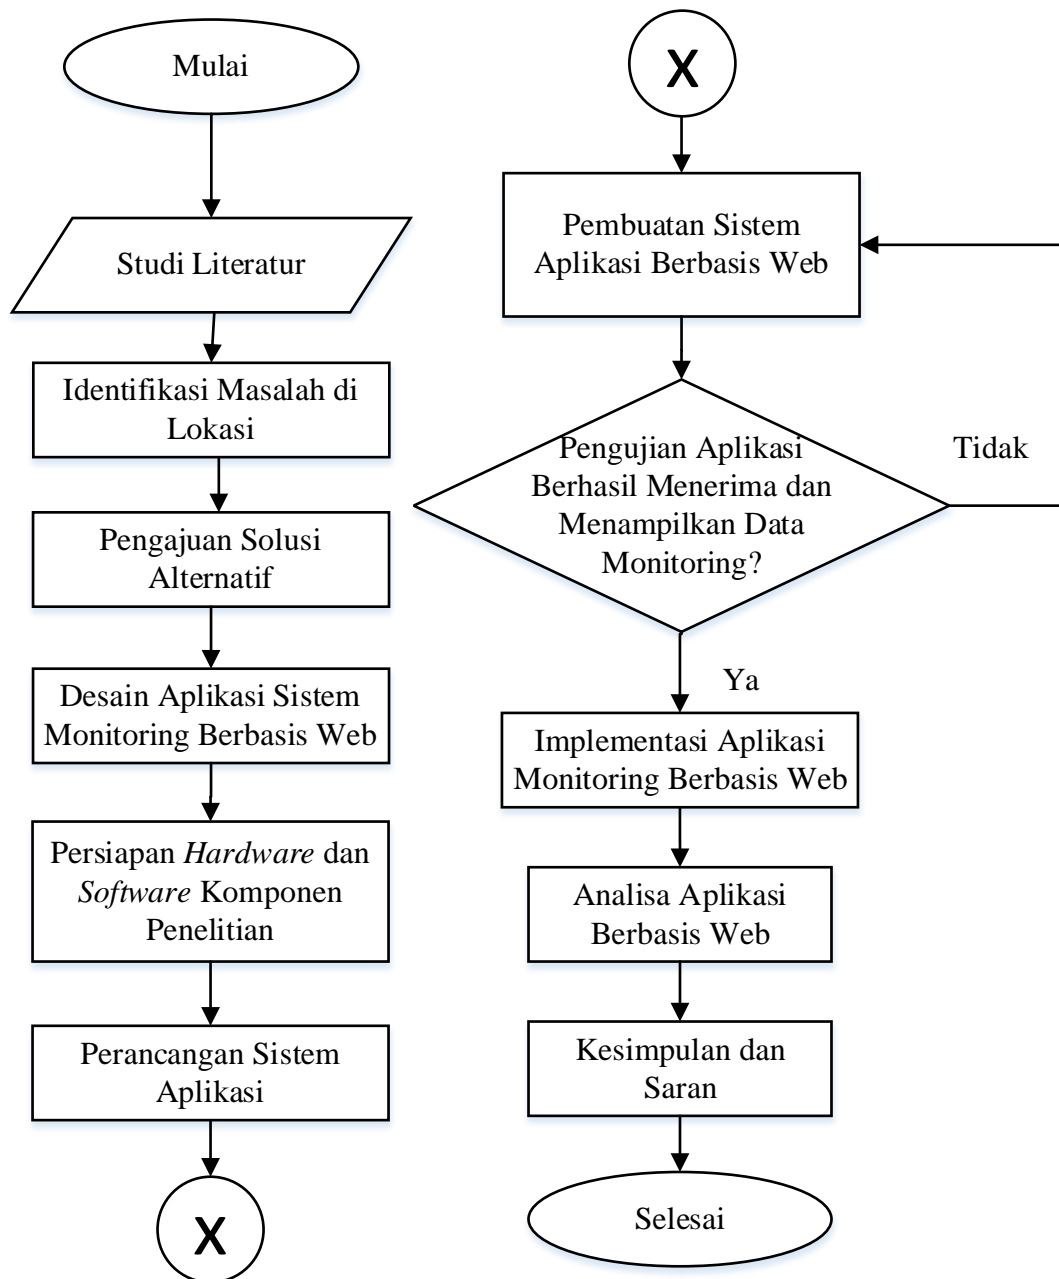 Mulai
Studi Literatur
Identifikasi Masalah di
Lokasi
Pengajuan Solusi
Alternatif
Desain Aplikasi Sistem
Monitoring Berbasis Web
Persiapan Hardware dan
Software Komponen
Penelitian
Perancangan Sistem
Aplikasi
X
X
Pembuatan Sistem
Aplikasi Berbasis Web
Pengujian Aplikasi
Berhasil Menerima dan
Menampilkan Data
Monitoring?
Tidak
Ya
Implementasi Aplikasi
Monitoring Berbasis Web
Analisa Aplikasi
Berbasis Web
Kesimpulan dan
Saran
Selesai